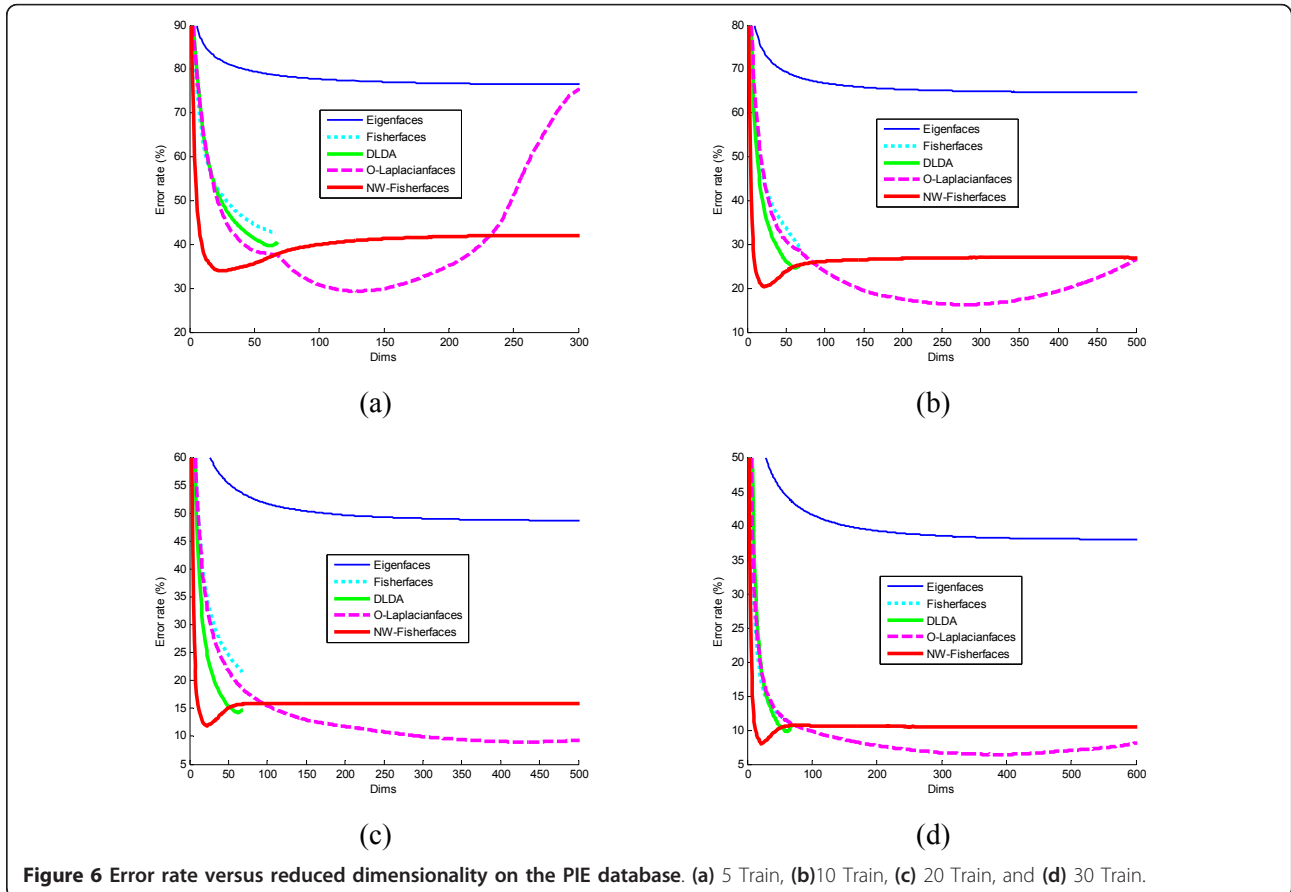 90
80
70
60
50
40
30
20
Error rate (%)
0 50 100 150 200 250 300
Dims
Eigenfaces
Fisherfaces
DLDA
O-Laplacianfaces
NW-Fisherfaces
(a)
80
70
60
50
40
30
20
10
Error rate (%)
0 50 100 150 200 250 300 350 400 450 500
Dims
Eigenfaces
Fisherfaces
DLDA
O-Laplacianfaces
NW-Fisherfaces
(b)
60
55
50
45
40
35
30
25
20
15
10
5
Error rate (%)
0 50 100 150 200 250 300 350 400 450 500
Dims
Eigenfaces
Fisherfaces
DLDA
O-Laplacianfaces
NW-Fisherfaces
(c)
50
45
40
35
30
25
20
15
10
5
Error rate (%)
0 100 200 300 400 500 600
Dims
Eigenfaces
Fisherfaces
DLDA
O-Laplacianfaces
NW-Fisherfaces
(d)
Figure 6 Error rate versus reduced dimensionality on the PIE database. (a) 5 Train, (b)10 Train, (c) 20 Train, and (d) 30 Train.